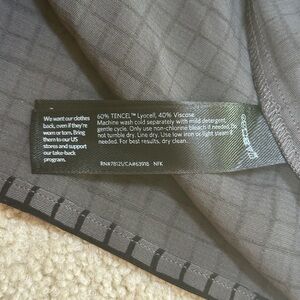 We want our clothes
back, even if they're
worn or torn. Bring
them to our US
stores and support
our take-back
program.
60% TENCEL™ Lyocell, 40% Viscose
Machine wash cold separately with mild detergent,
gentle cycle. Only use non-chlorine bleach if needed. Do
not tumble dry. Line dry. Use low iron or light steam if
needed. For best results, dry clean.
RN#78121/CA#63918 NFK